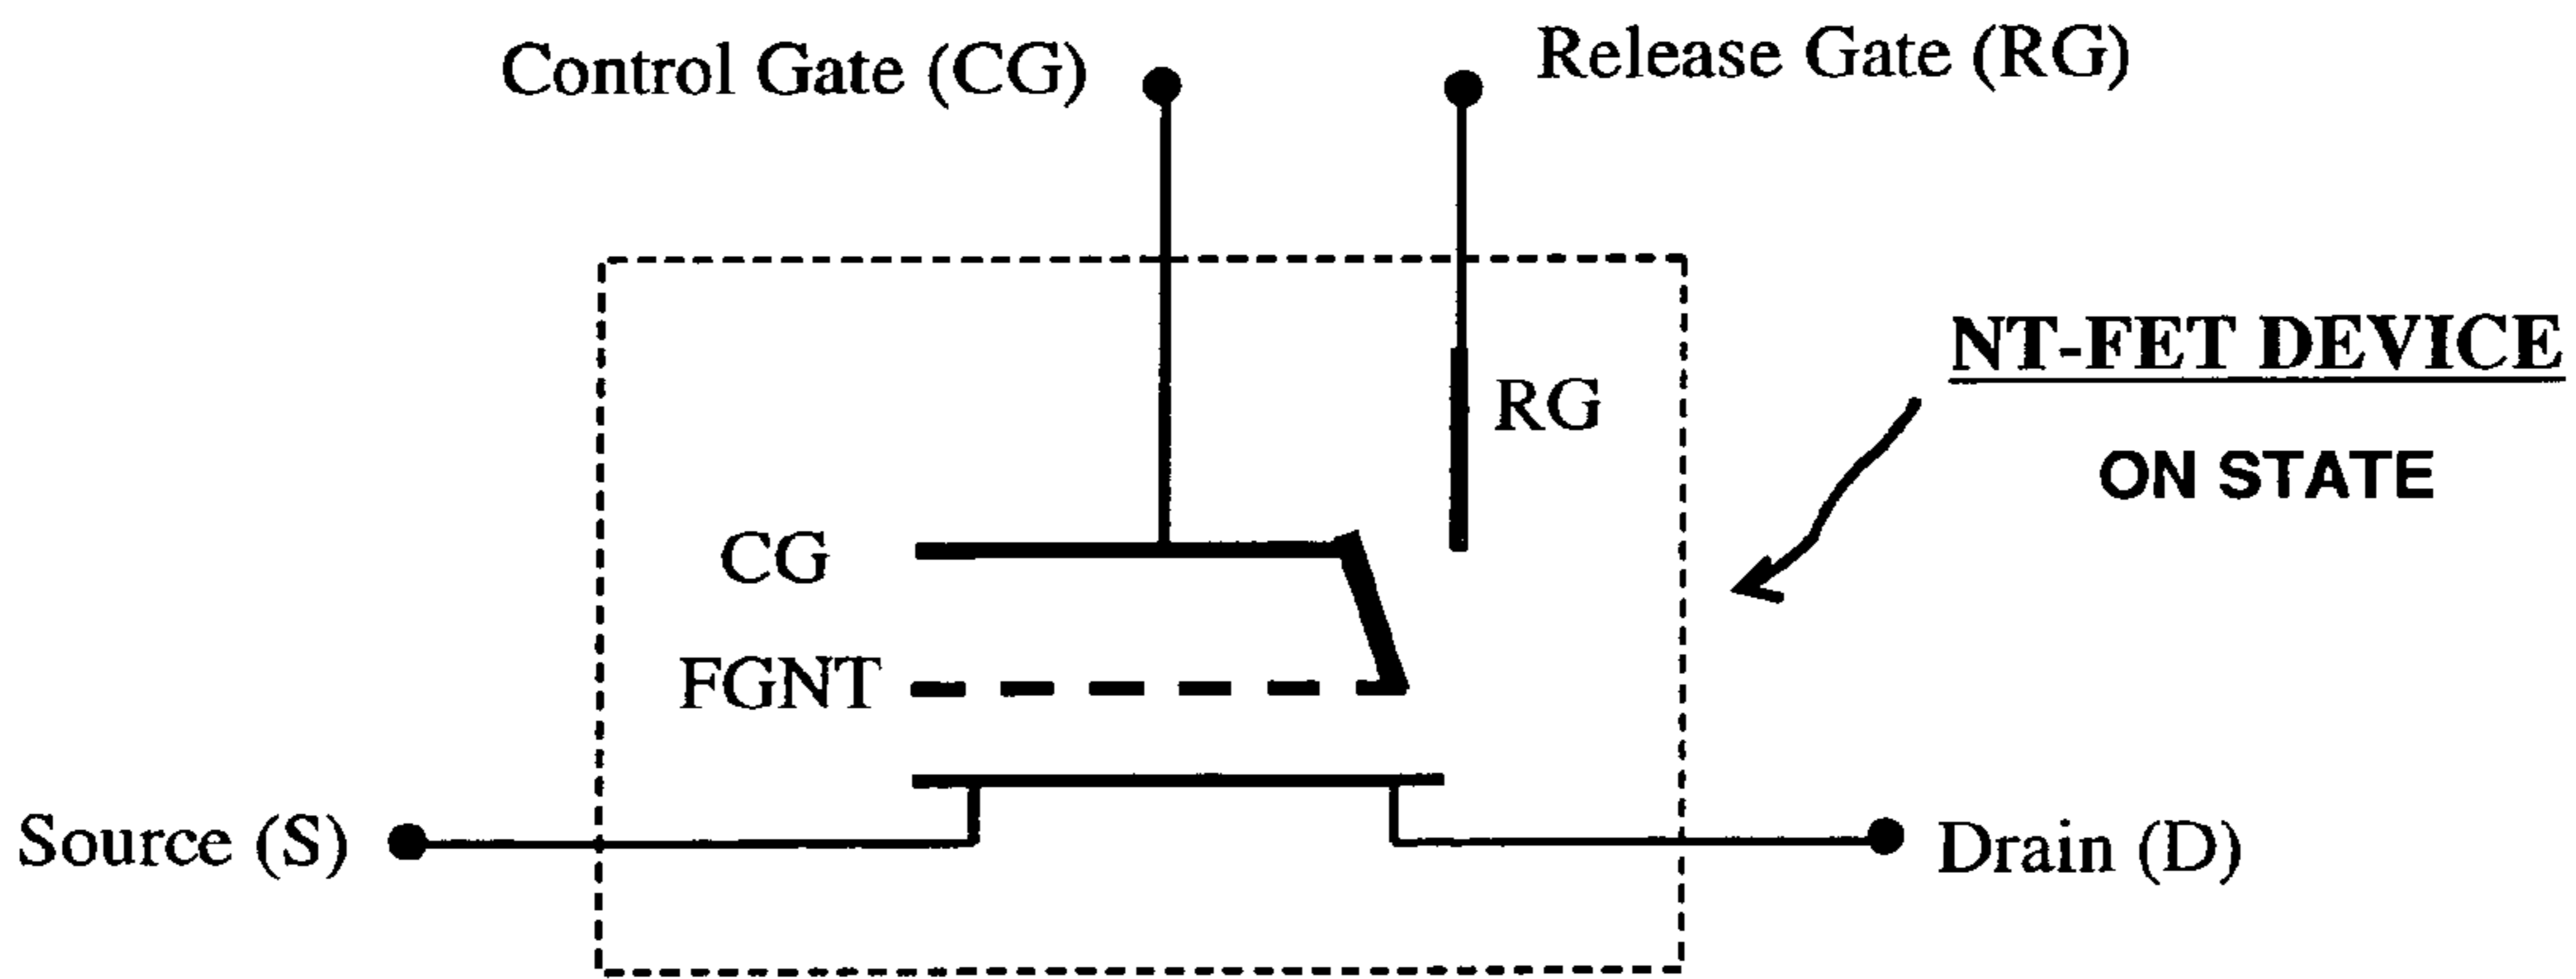 Control Gate (CG)
Release Gate (RG)
NT-FET DEVICE
ON STATE
RG
CG
FGNT
Source (S)
Drain (D)